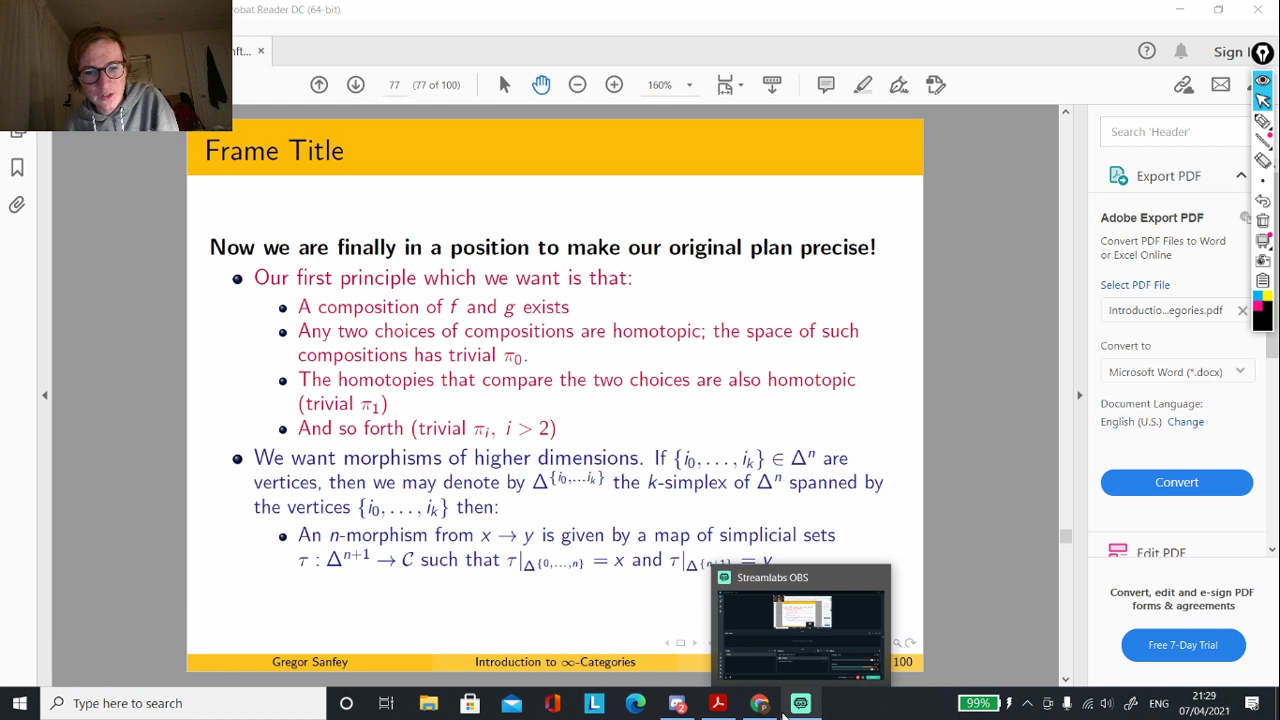 obat Reader DC (64-bit)
nft...
Sign I
77 (77 of 100)
160%
Frame Title
Now we are finally in a position to make our original plan precise!
Our first principle which we want is that:
A composition of f and g exists
Any two choices of compositions are homotopic; the space of such
compositions has trivial π₀.
The homotopies that compare the two choices are also homotopic
(trivial π₁)
And so forth (trivial πᵢ, i > 2)
We want morphisms of higher dimensions. If {i₀, . . . , iₖ} ∈ Δⁿ are
vertices, then we may denote by Δ^{i₀,...iₖ} the k-simplex of Δⁿ spanned by
the vertices {i₀, . . . , iₖ} then:
An n-morphism from x → y is given by a map of simplicial sets
τ : Δⁿ⁺¹ → C such that τ|_Δ^{0,...,n} = x and τ|_Δ^{n+1} = y
Gregor Sanfey
Introduction to ∞-Categories
100
Streamlabs OBS
Search 'Header'
Export PDF
Adobe Export PDF
Convert PDF Files to Word
or Excel Online
Select PDF File
Introductio...egories.pdf
Convert to
Microsoft Word (*.docx)
Document Language:
English (U.S.) Change
Convert
Edit PDF
Convert, edit and e-sign PDF
forms & agreements
Free 7-Day Trial
Type here to search
99%
ENG
21:29
07/04/2021